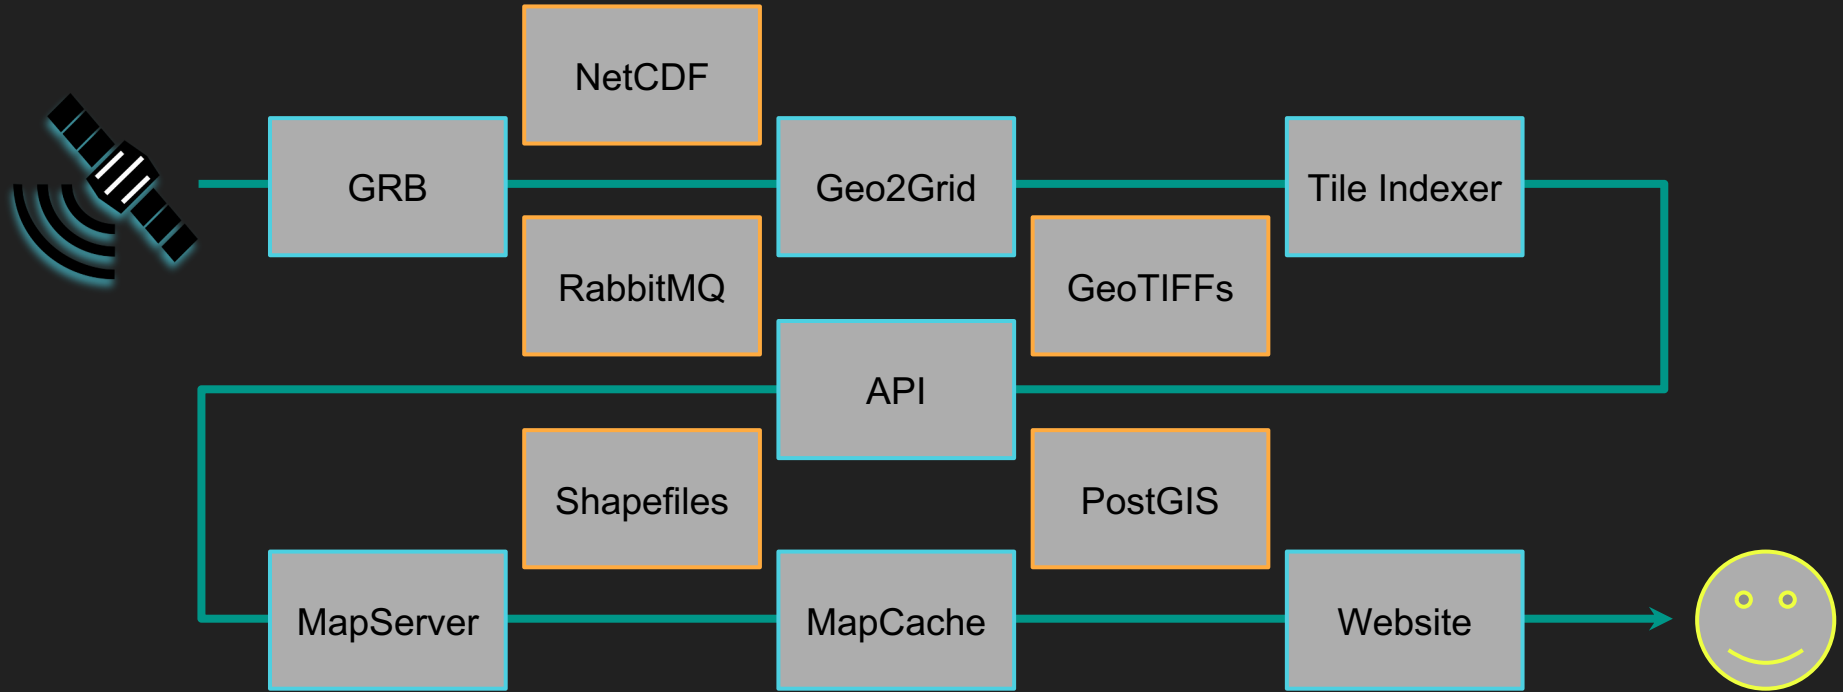 NetCDF
GRB
Geo2Grid
Tile Indexer
RabbitMQ
GeoTIFFs
API
Shapefiles
PostGIS
MapServer
MapCache
Website